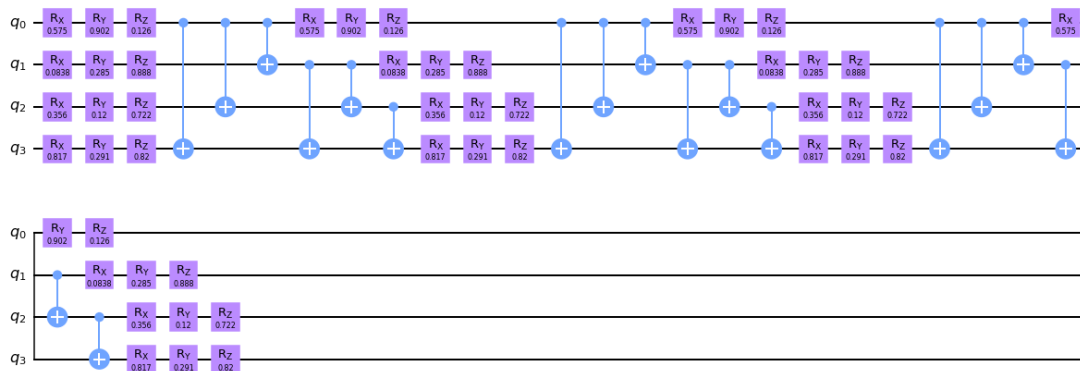 q0 RX 0.575 RY 0.902 RZ 0.126 RX 0.575 RY 0.902 RZ 0.126 RX 0.575 RY 0.902 RZ 0.126 RX 0.575
q1 RX 0.0838 RY 0.285 RZ 0.888 RX 0.0838 RY 0.285 RZ 0.888 RX 0.0838 RY 0.285 RZ 0.888
q2 RX 0.356 RY 0.12 RZ 0.722 RX 0.356 RY 0.12 RZ 0.722 RX 0.356 RY 0.12 RZ 0.722
q3 RX 0.817 RY 0.291 RZ 0.82 RX 0.817 RY 0.291 RZ 0.82 RX 0.817 RY 0.291 RZ 0.82
q0 RY 0.902 RZ 0.126
q1 RX 0.0838 RY 0.285 RZ 0.888
q2 RX 0.356 RY 0.12 RZ 0.722
q3 RX 0.817 RY 0.291 RZ 0.82